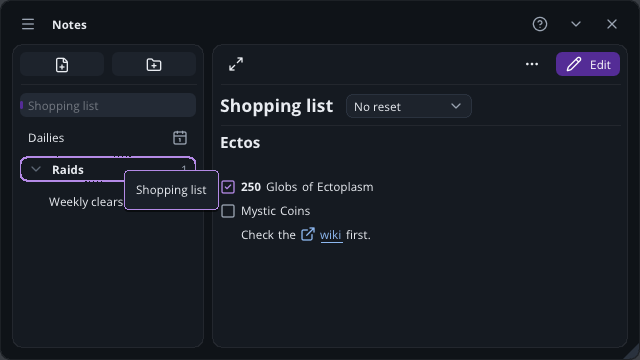 Notes
Edit
Shopping list
Dailies
Raids 1
Weekly clears
Shopping list
Shopping list No reset
Ectos
250 Globs of Ectoplasm
Mystic Coins
Check the wiki first.